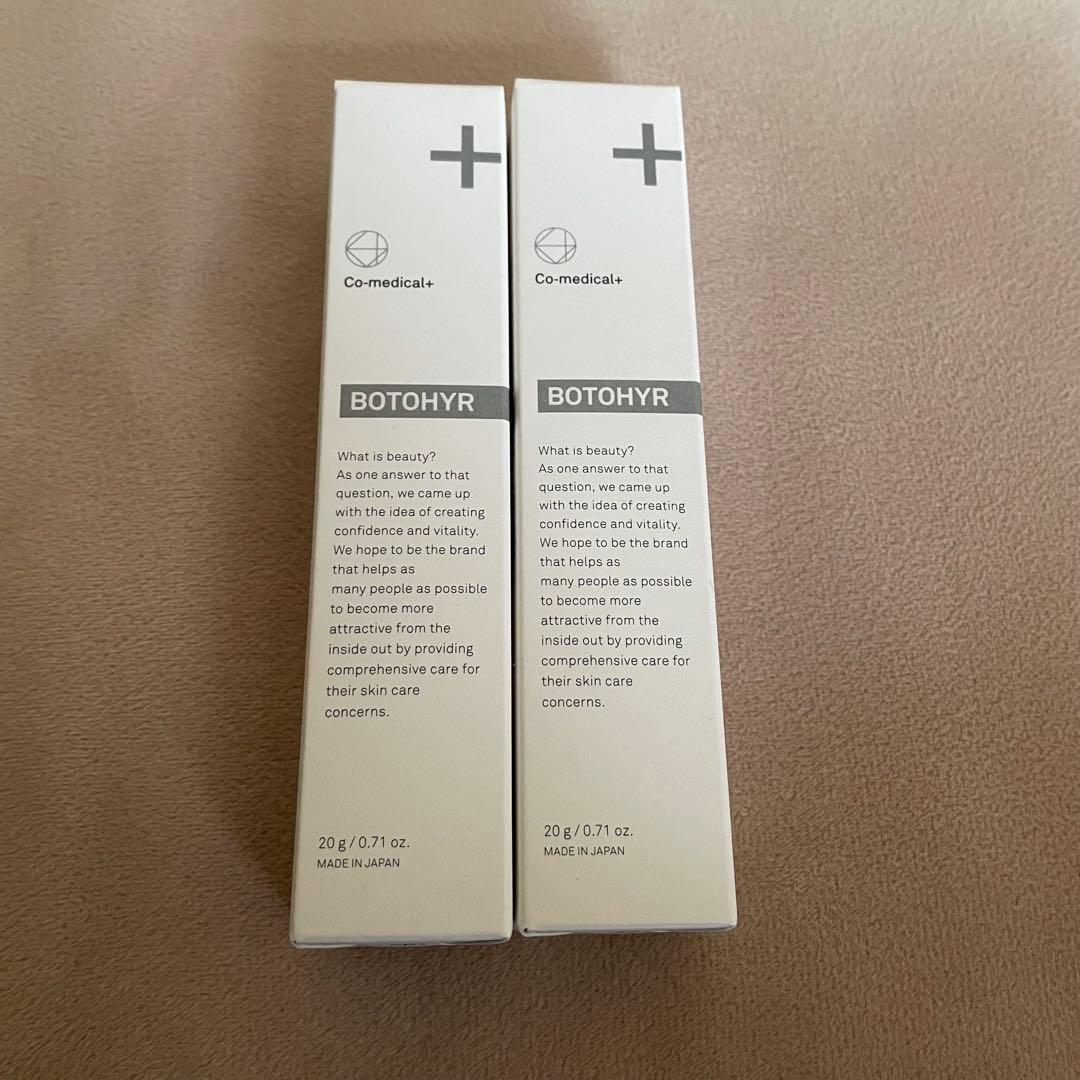 Co-medical+
BOTOHYR
What is beauty?
As one answer to that
question, we came up
with the idea of creating
confidence and vitality.
We hope to be the brand
that helps as
many people as possible
to become more
attractive from the
inside out by providing
comprehensive care for
their skin care
concerns.
20 g / 0.71 oz.
MADE IN JAPAN
Co-medical+
BOTOHYR
What is beauty?
As one answer to that
question, we came up
with the idea of creating
confidence and vitality.
We hope to be the brand
that helps as
many people as possible
to become more
attractive from the
inside out by providing
comprehensive care for
their skin care
concerns.
20 g / 0.71 oz.
MADE IN JAPAN